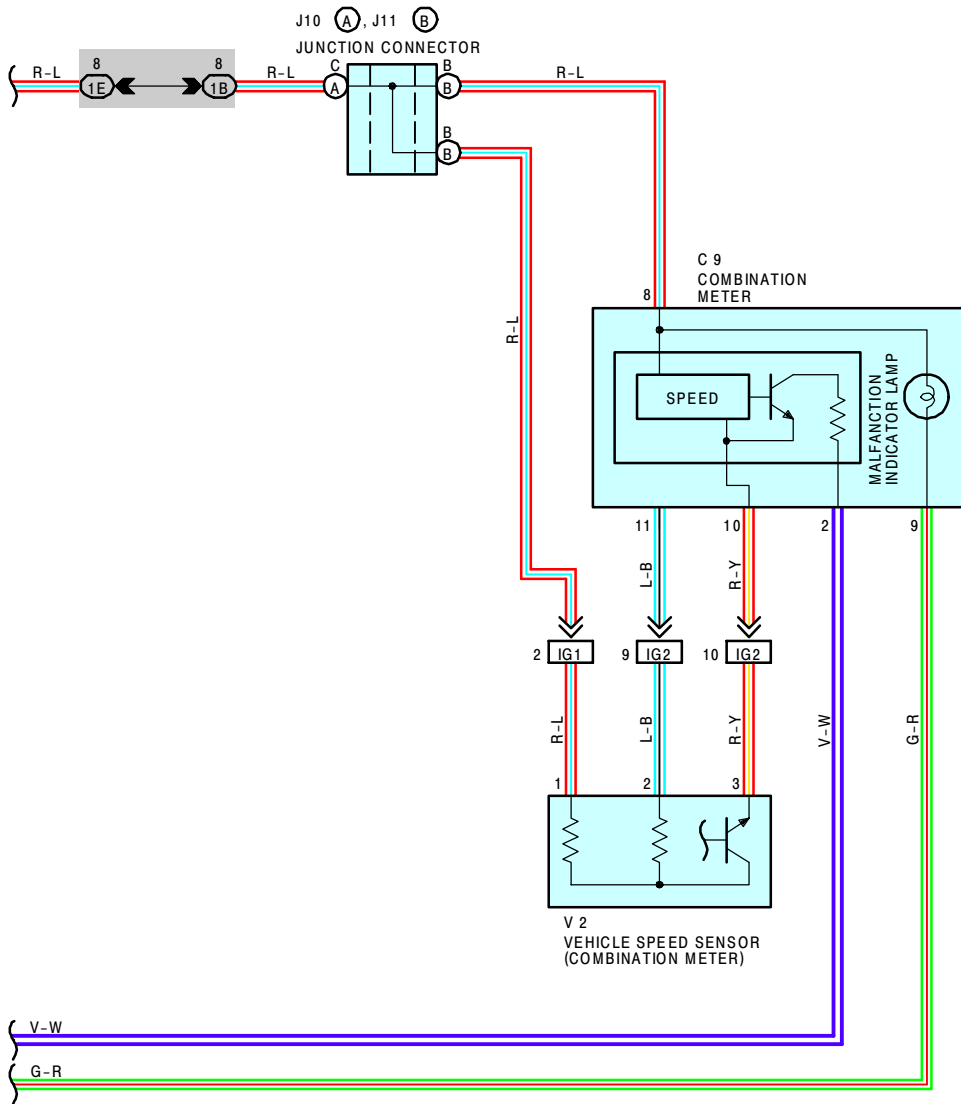 J10 A , J11 B
JUNCTION CONNECTOR
8 8 C B
R-L R-L R-L
1E 1B A B
B
B
C 9
COMBINATION
METER
8
R-L
SPEED
MALFANCTION
INDICATOR LAMP
11 10 2 9
L-B R-Y
2 IG1 9 IG2 10 IG2
R-L L-B R-Y V-W G-R
1 2 3
V 2
VEHICLE SPEED SENSOR
(COMBINATION METER)
V-W
G-R